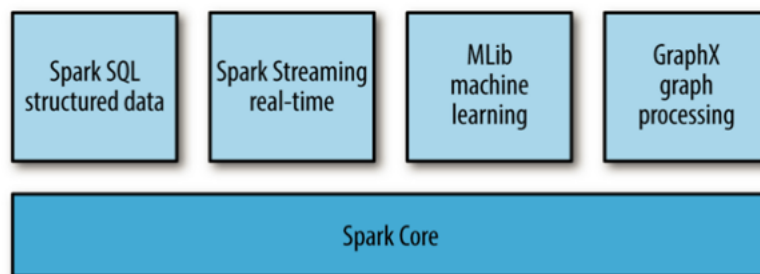 Spark SQL
structured data
Spark Streaming
real-time
MLib
machine
learning
GraphX
graph
processing
Spark Core